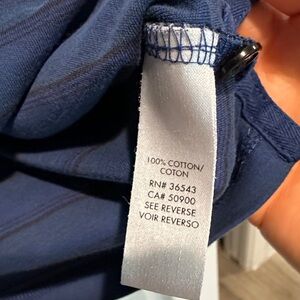 100% COTTON/
COTON
RN# 36543
CA# 50900
SEE REVERSE
VOIR REVERSO